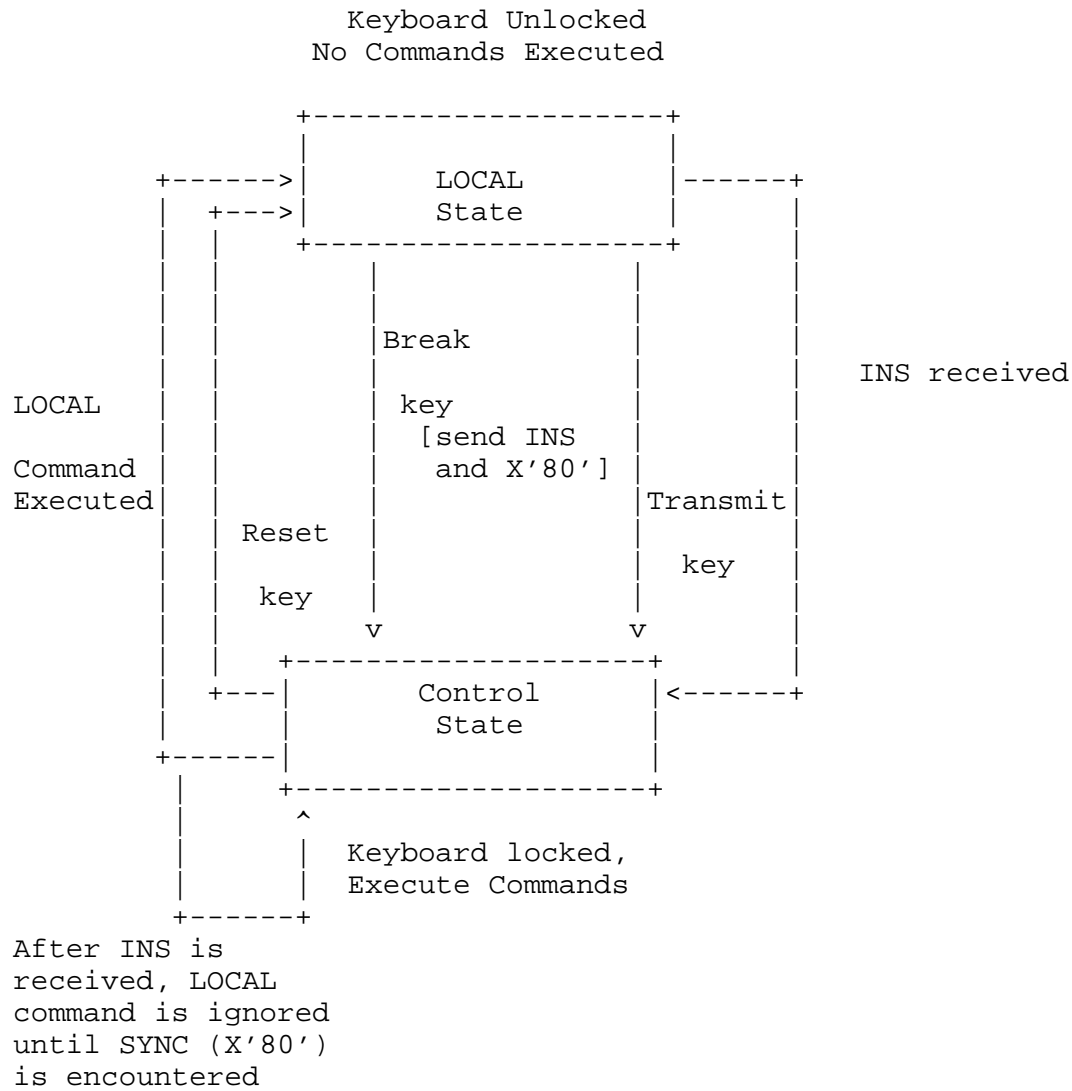 Keyboard Unlocked
No Commands Executed
LOCAL
State
Break
INS received
LOCAL key
[send INS
Command and X'80']
Executed Transmit
Reset
key
key
Control
State
Keyboard locked,
Execute Commands
After INS is
received, LOCAL
command is ignored
until SYNC (X'80')
is encountered